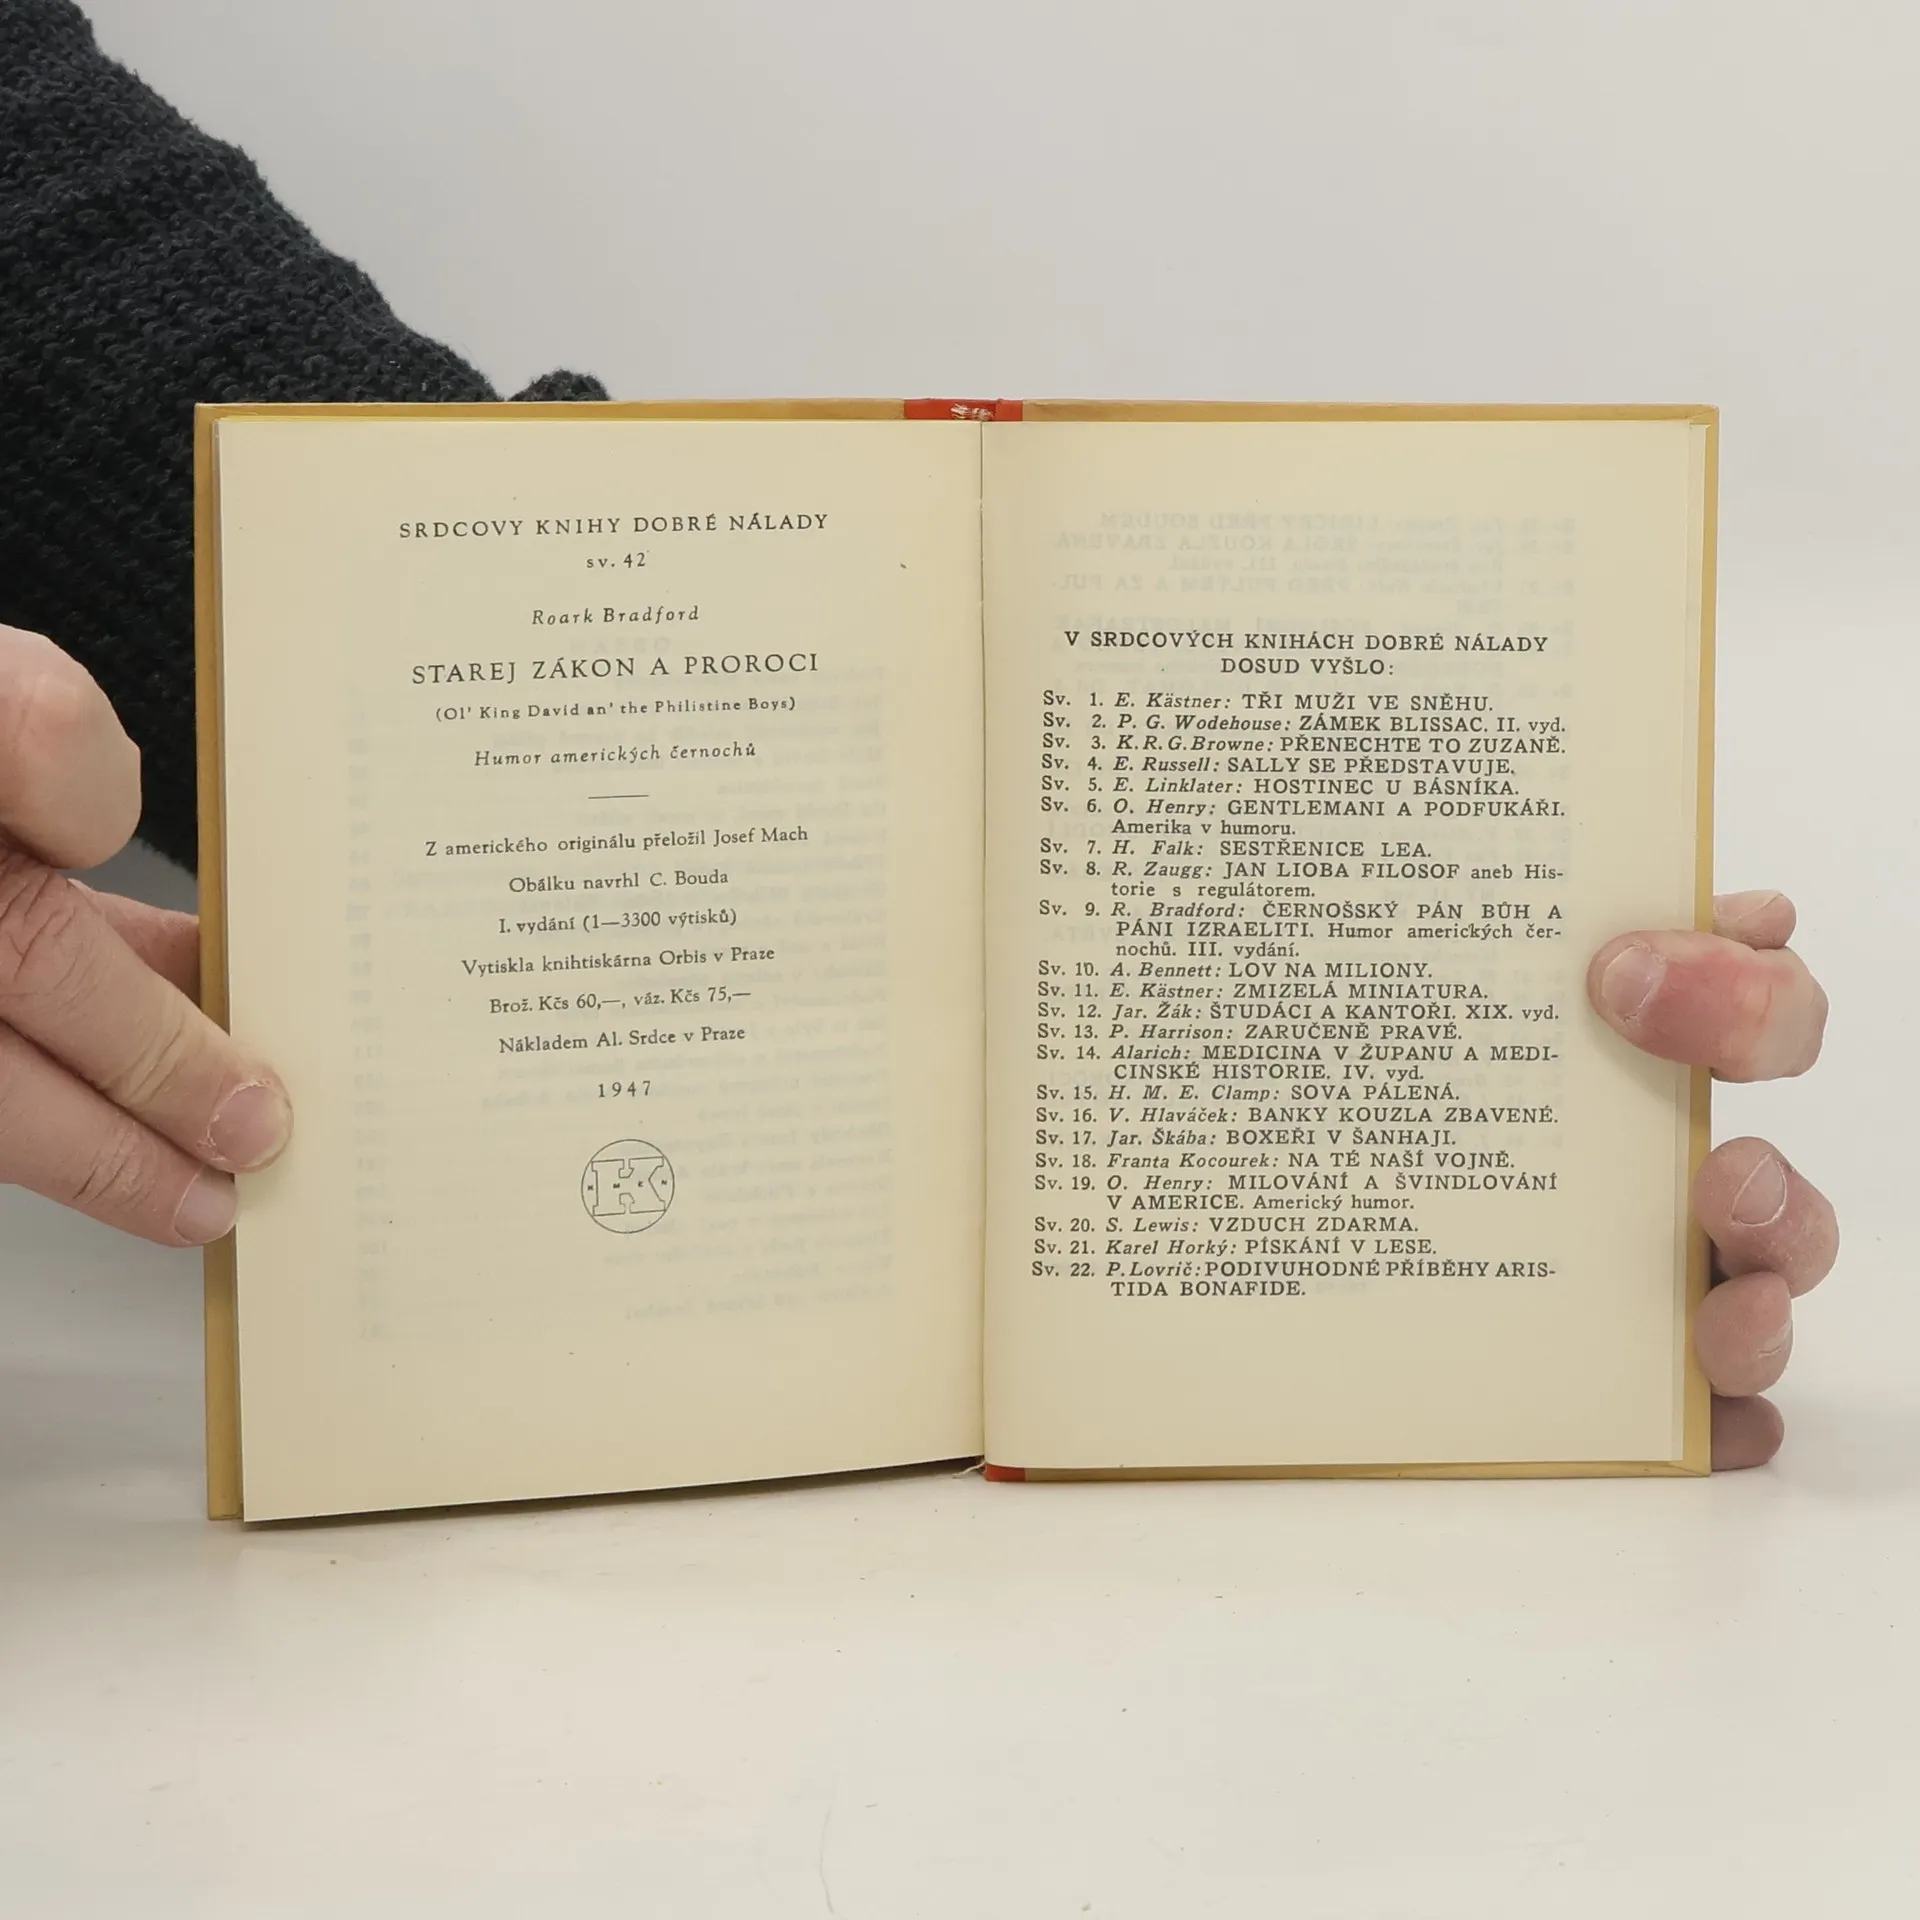 SRDCOVY KNIHY DOBRÉ NÁLADY
sv. 42
Roark Bradford
STAREJ ZÁKON A PROROCI
(Ol' King David an' the Philistine Boys)
Humor amerických černochů
Z amerického originálu přeložil Josef Mach
Obálku navrhl C. Bouda
I. vydání (1—3300 výtisků)
Vytiskla knihtiskárna Orbis v Praze
Brož. Kčs 60,—, váz. Kčs 75,—
Nákladem Al. Srdce v Praze
1947
K M E N
V SRDCOVÝCH KNIHÁCH DOBRÉ NÁLADY
DOSUD VYŠLO:
Sv. 1. E. Kästner: TŘI MUŽI VE SNĚHU.
Sv. 2. P. G. Wodehouse: ZÁMEK BLISSAC. II. vyd.
Sv. 3. K. R. G. Browne: PŘENECHTE TO ZUZANĚ.
Sv. 4. E. Russell: SALLY SE PŘEDSTAVUJE.
Sv. 5. E. Linklater: HOSTINEC U BÁSNÍKA.
Sv. 6. O. Henry: GENTLEMANI A PODFUKÁŘI.
Amerika v humoru.
Sv. 7. H. Falk: SESTŘENICE LEA.
Sv. 8. R. Zaugg: JAN LIOBA FILOSOF aneb His-
torie s regulátorem.
Sv. 9. R. Bradford: ČERNOŠSKÝ PÁN BŮH A
PÁNI IZRAELITI. Humor amerických čer-
nochů. III. vydání.
Sv. 10. A. Bennett: LOV NA MILIONY.
Sv. 11. E. Kästner: ZMIZELÁ MINIATURA.
Sv. 12. Jar. Žák: ŠTUDÁCI A KANTOŘI. XIX. vyd.
Sv. 13. P. Harrison: ZARUČENĚ PRAVÉ.
Sv. 14. Alarich: MEDICINA V ŽUPANU A MEDI-
CINSKÉ HISTORIE. IV. vyd.
Sv. 15. H. M. E. Clamp: SOVA PÁLENÁ.
Sv. 16. V. Hlaváček: BANKY KOUZLA ZBAVENÉ.
Sv. 17. Jar. Škába: BOXEŘI V ŠANHAJI.
Sv. 18. Franta Kocourek: NA TÉ NAŠÍ VOJNĚ.
Sv. 19. O. Henry: MILOVÁNÍ A ŠVINDLOVÁNÍ
V AMERICE. Americký humor.
Sv. 20. S. Lewis: VZDUCH ZDARMA.
Sv. 21. Karel Horký: PÍSKÁNÍ V LESE.
Sv. 22. P. Lovrič: PODIVUHODNÉ PŘÍBĚHY ARIS-
TIDA BONAFIDE.